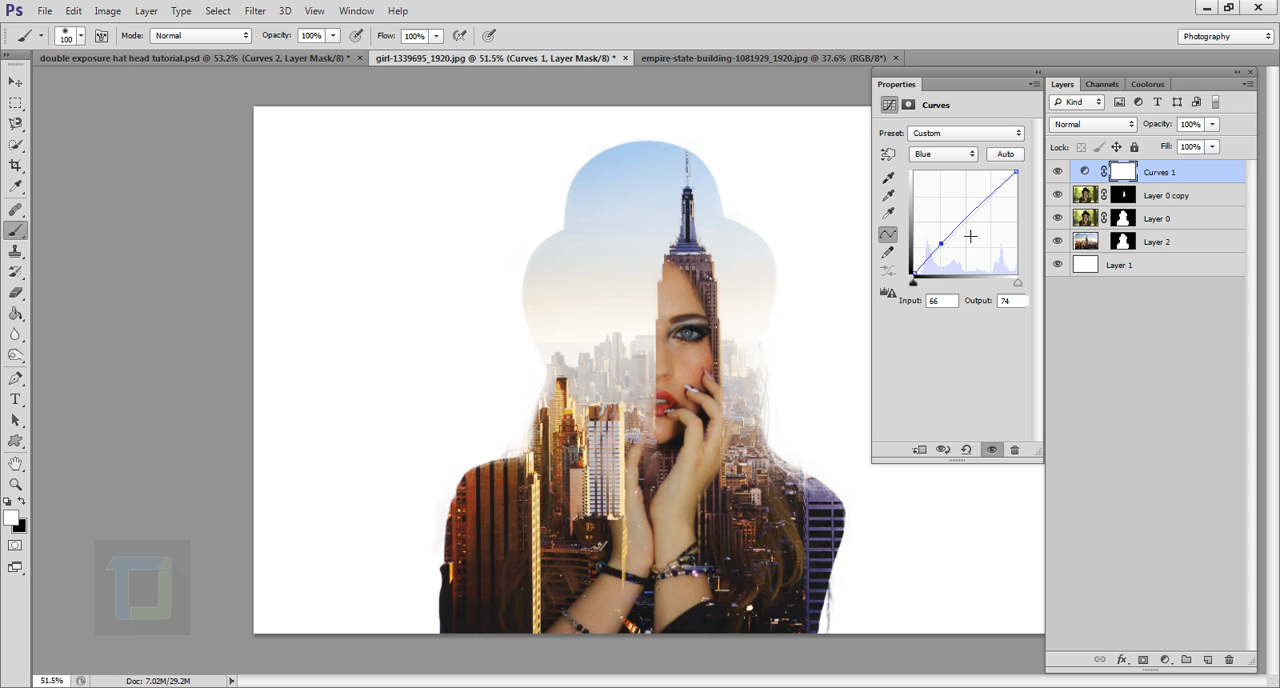 Ps File Edit Image Layer Type Select Filter 3D View Window Help
100 Mode: Normal Opacity: 100% Flow: 100% Photography
double exposure hat head tutorial.psd @ 53.2% (Curves 2, Layer Mask/8) * × girl-1339695_1920.jpg @ 51.5% (Curves 1, Layer Mask/8) * × empire-state-building-1081929_1920.jpg @ 37.6% (RGB/8*) ×
Properties
Curves
Preset: Custom
Blue Auto
Input: 66 Output: 74
Layers Channels Coolorus
Kind
Normal Opacity: 100%
Lock: Fill: 100%
Curves 1
Layer 0 copy
Layer 0
Layer 2
Layer 1
fx
51.5% Doc: 7.02M/29.2M